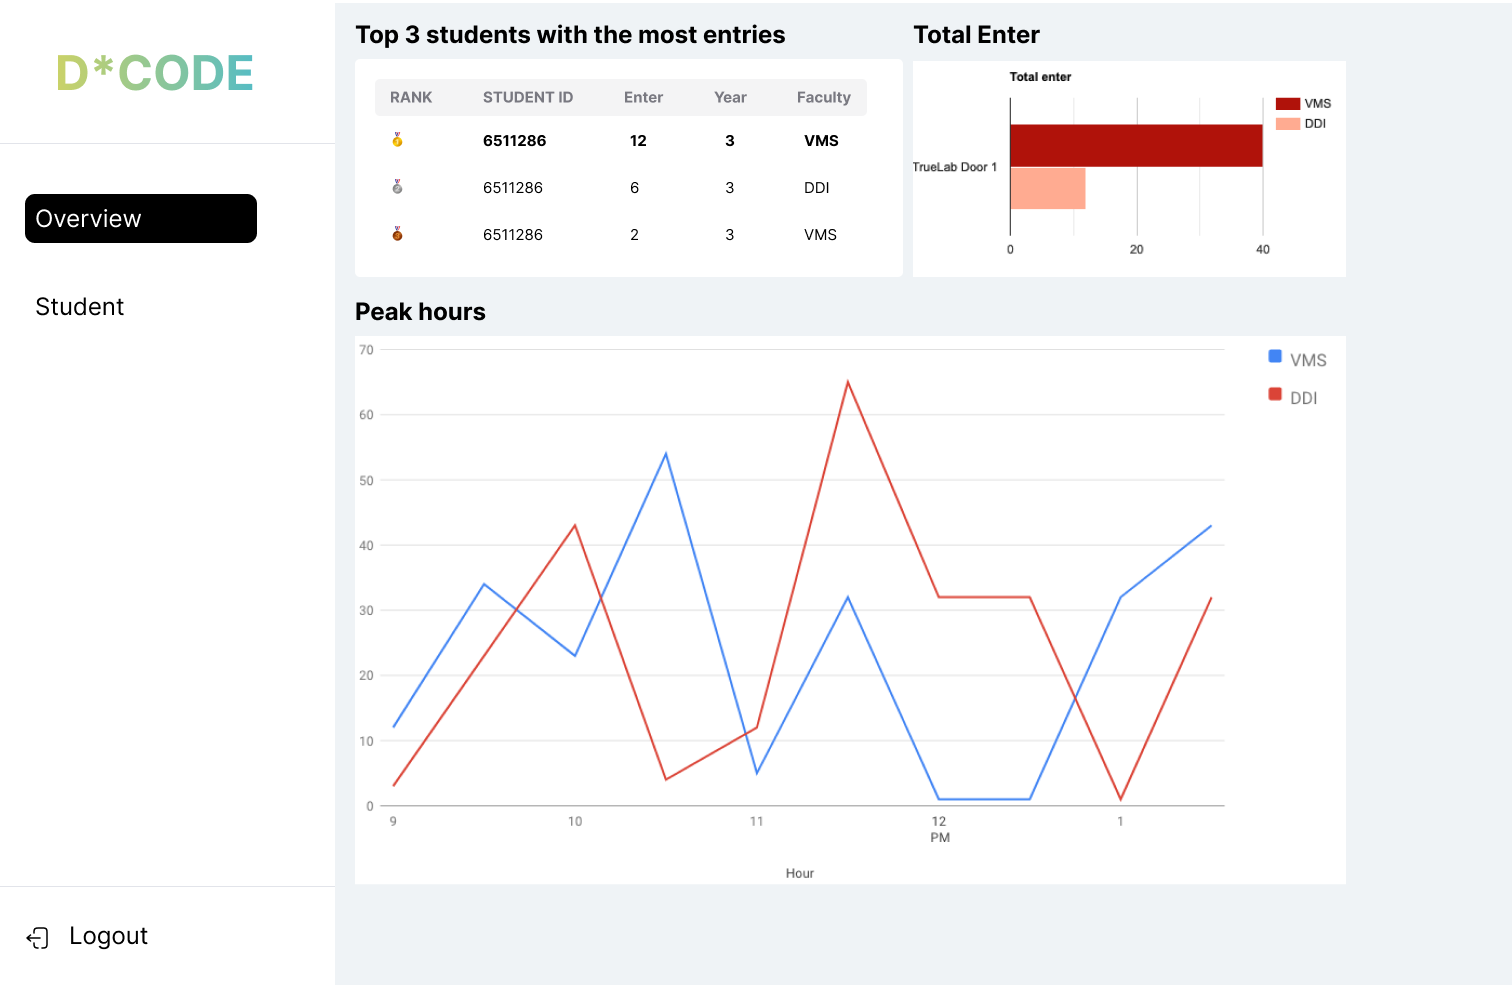 D*CODE
Overview
Student
Logout
Top 3 students with the most entries
RANK STUDENT ID Enter Year Faculty
6511286 12 3 VMS
6511286 6 3 DDI
6511286 2 3 VMS
Total Enter
Total enter
VMS
DDI
TrueLab Door 1
0 20 40
Peak hours
70
60
50
40
30
20
10
0
9 10 11 12 1
PM
Hour
VMS
DDI